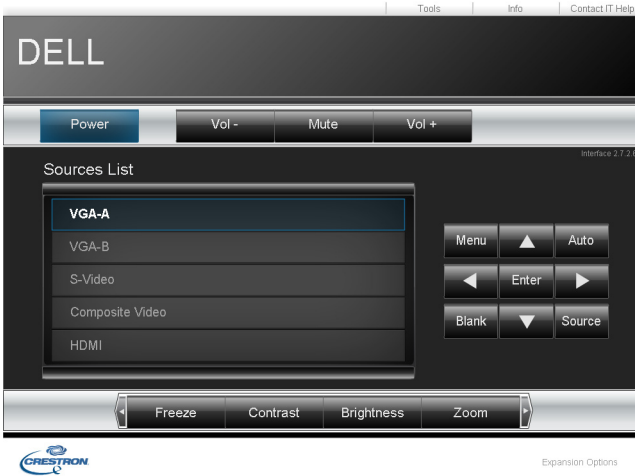 Tools Info Contact IT Help
DELL
Power Vol - Mute Vol +
Interface 2.7.2.
Sources List
VGA-A
VGA-B
S-Video
Composite Video
HDMI
Menu Auto
Enter
Blank Source
Freeze Contrast Brightness Zoom
CRESTRON
Expansion Options